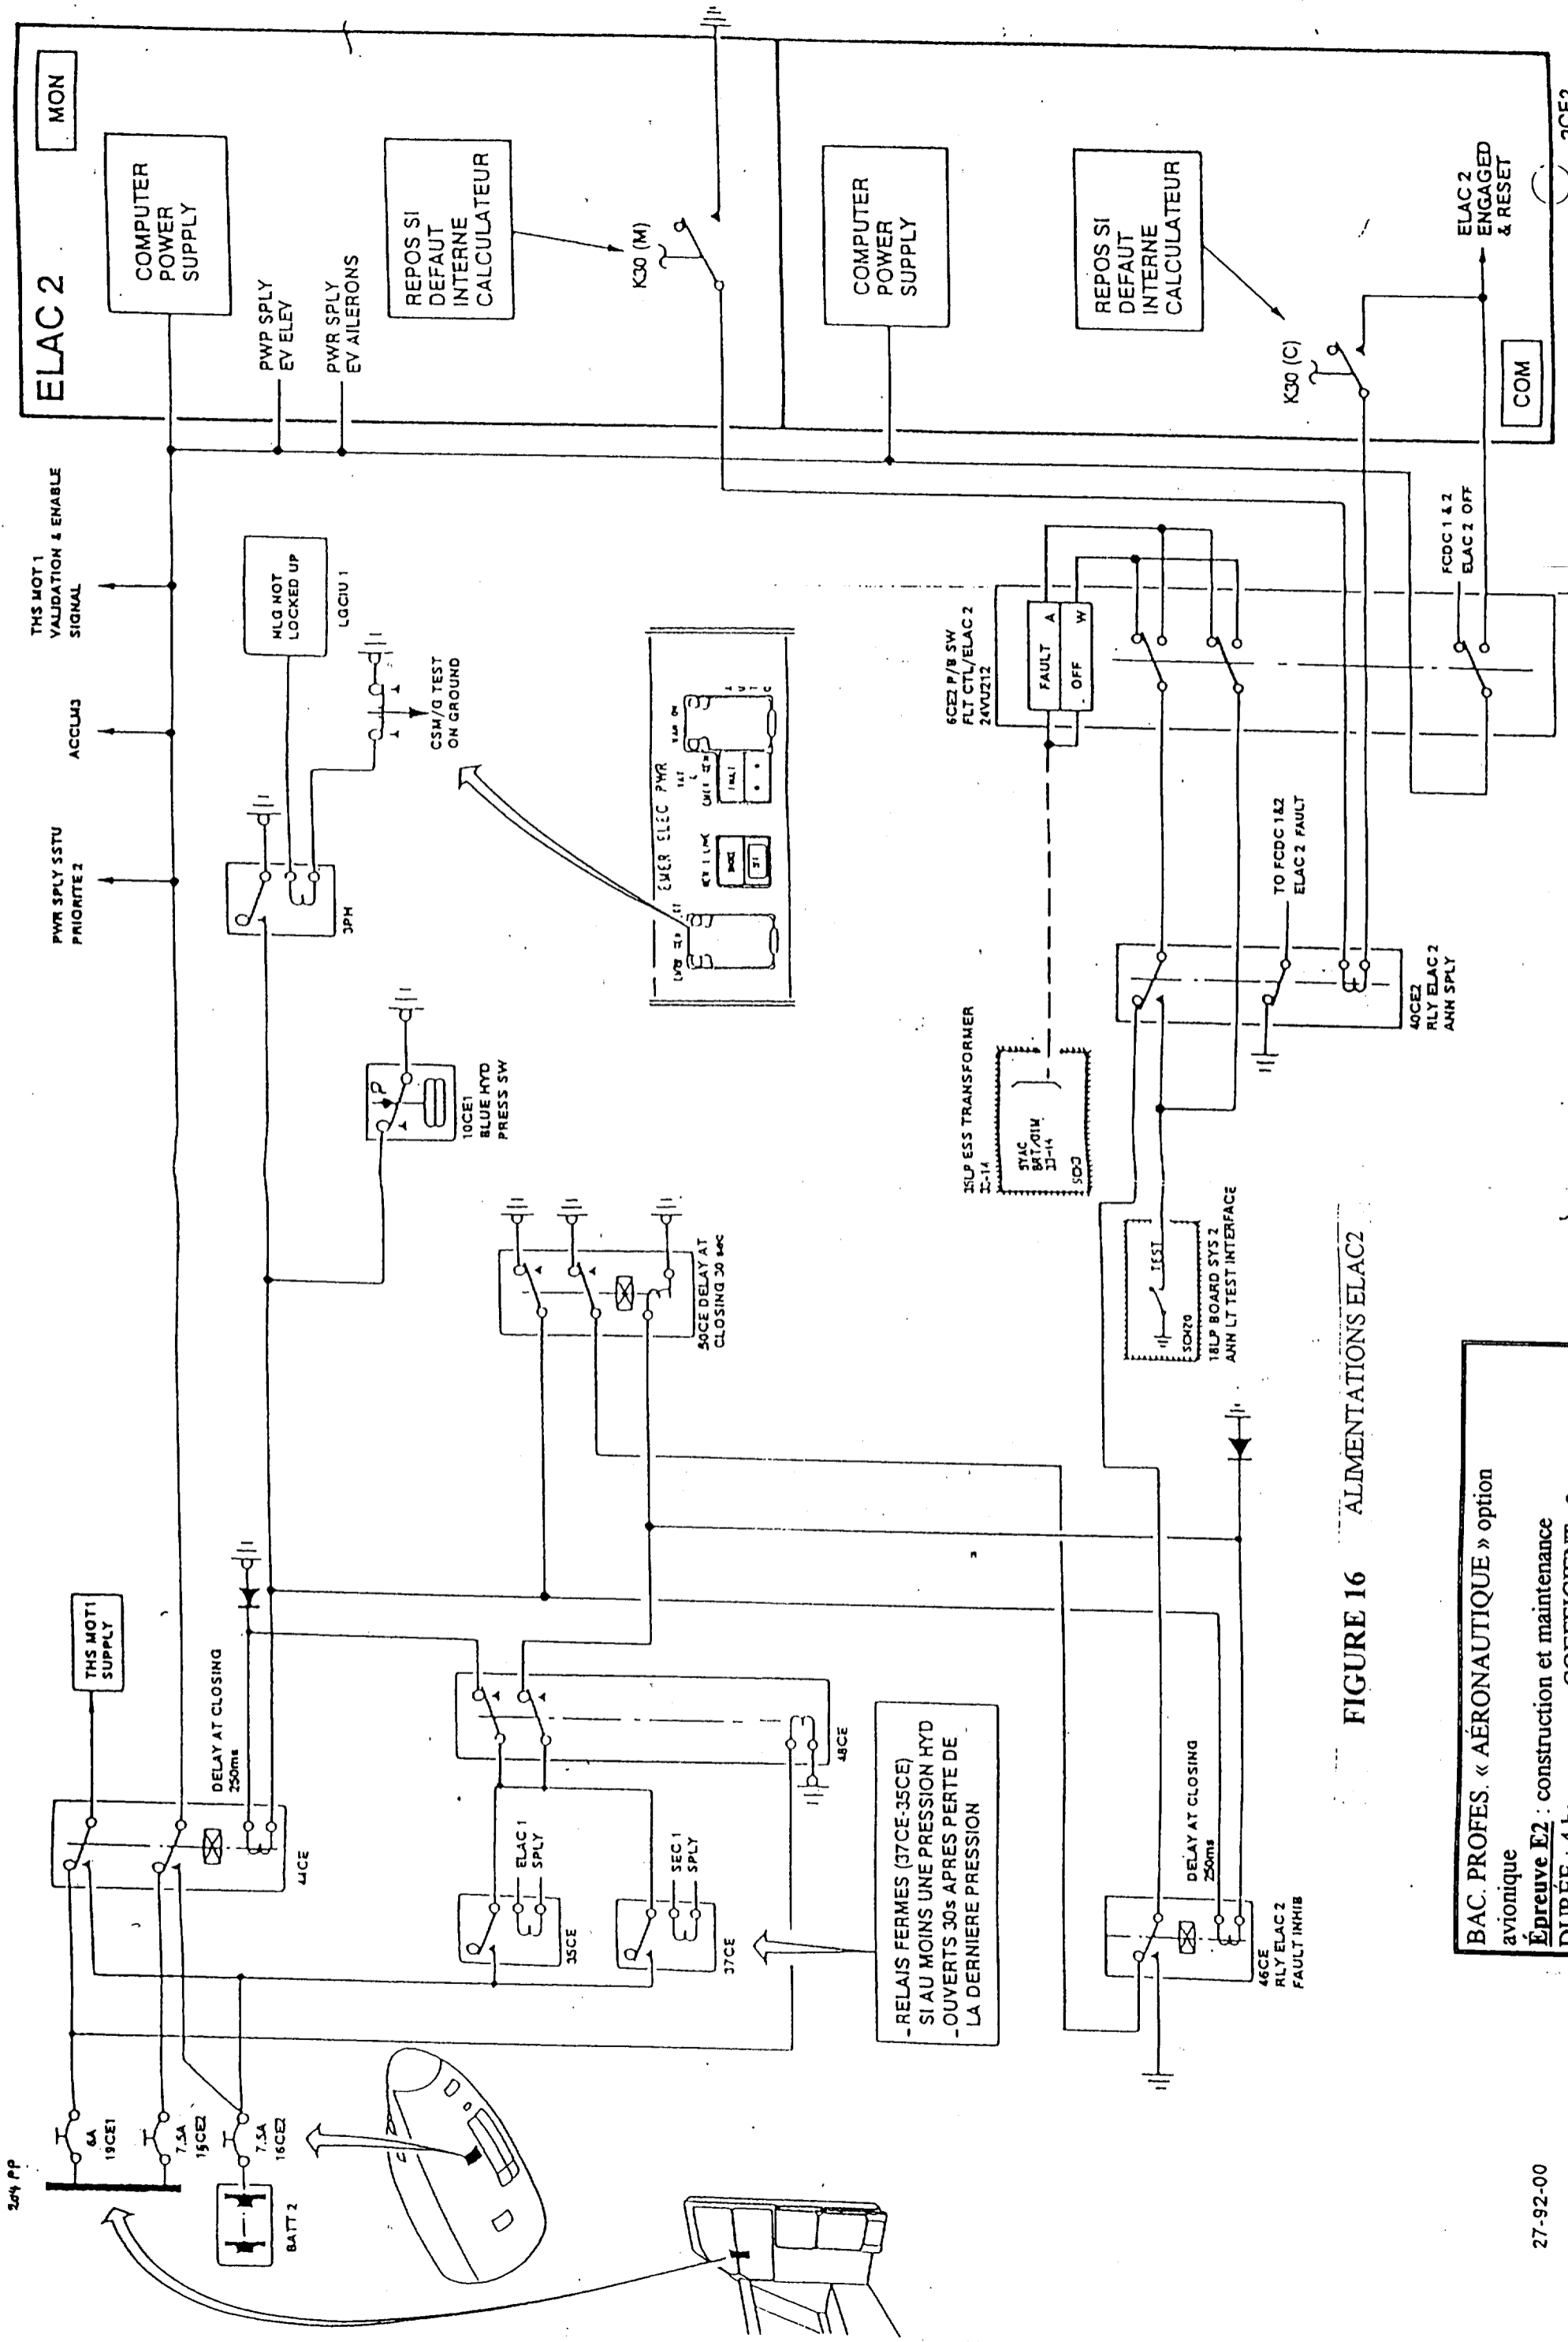 ELAC 2
MON
COMPUTER
POWER
SUPPLY
PWP SPLY
EV ELEV
PWR SPLY
EV AILERONS
REPOS SI
DEFAUT
INTERNE
CALCULATEUR
K30 (M)
COMPUTER
POWER
SUPPLY
REPOS SI
DEFAUT
INTERNE
CALCULATEUR
K30 (C)
COM
ELAC 2
ENGAGED
& RESET
THS MOT 1
VALIDATION & ENABLE
SIGNAL
ACCLM3
PWR SPLY SSTU
PRIORITE 2
NLG NOT
LOCKED UP
LGCIU 1
CSM/G TEST
ON GROUND
3PH
EMER ELEC PWR
P
10CE1
BLUE HYD
PRESS SW
50CE DELAY AT
CLOSING 30 sec
6CE2 P/B SW
FLT CTL/ELAC 2
24VU212
FAULT A
OFF W
FCDC 1 & 2
ELAC 2 OFF
TO FCDC 1&2
ELAC 2 FAULT
40CE2
RLY ELAC 2
ANN SPLY
15LP ESS TRANSFORMER
TEST
SCH20
18LP BOARD SYS 2
ANN LT TEST INTERFACE
THS MOT1
SUPPLY
DELAY AT CLOSING
250ms
44CE
48CE
ELAC 1
SPLY
35CE
SEC 1
SPLY
37CE
- RELAIS FERMES (37CE-35CE)
SI AU MOINS UNE PRESSION HYD
- OUVERTS 30s APRES PERTE DE
LA DERNIERE PRESSION
DELAY AT CLOSING
250ms
46CE
RLY ELAC 2
FAULT INHIB
204 PP
6A
19CE1
7.5A
15CE2
7.5A
16CE2
BATT 2
FIGURE 16 ALIMENTATIONS ELAC2
BAC. PROFES. « AÉRONAUTIQUE » option
avionique
Épreuve E2 : construction et maintenance
27-92-00